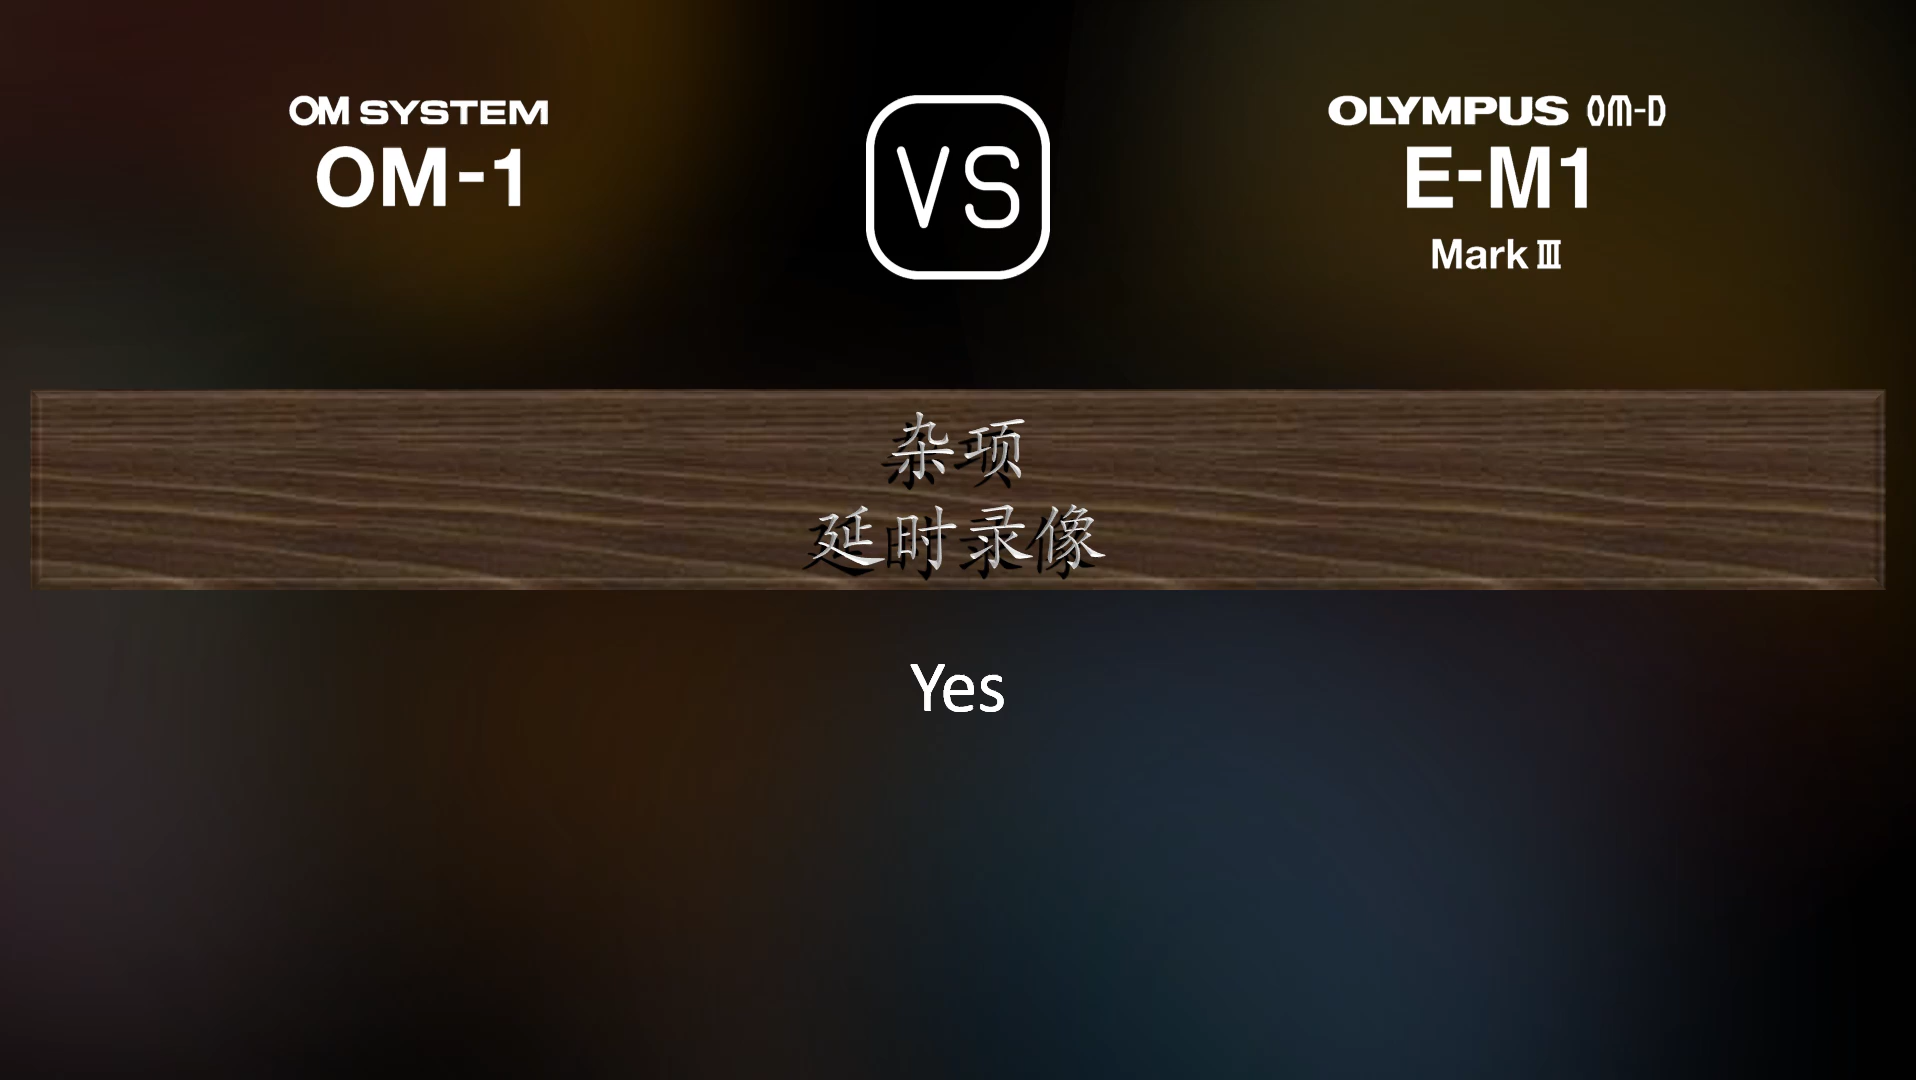 OM SYSTEM
OM-1
VS
OLYMPUS OM-D
E-M1
Mark III
杂项
延时录像
Yes